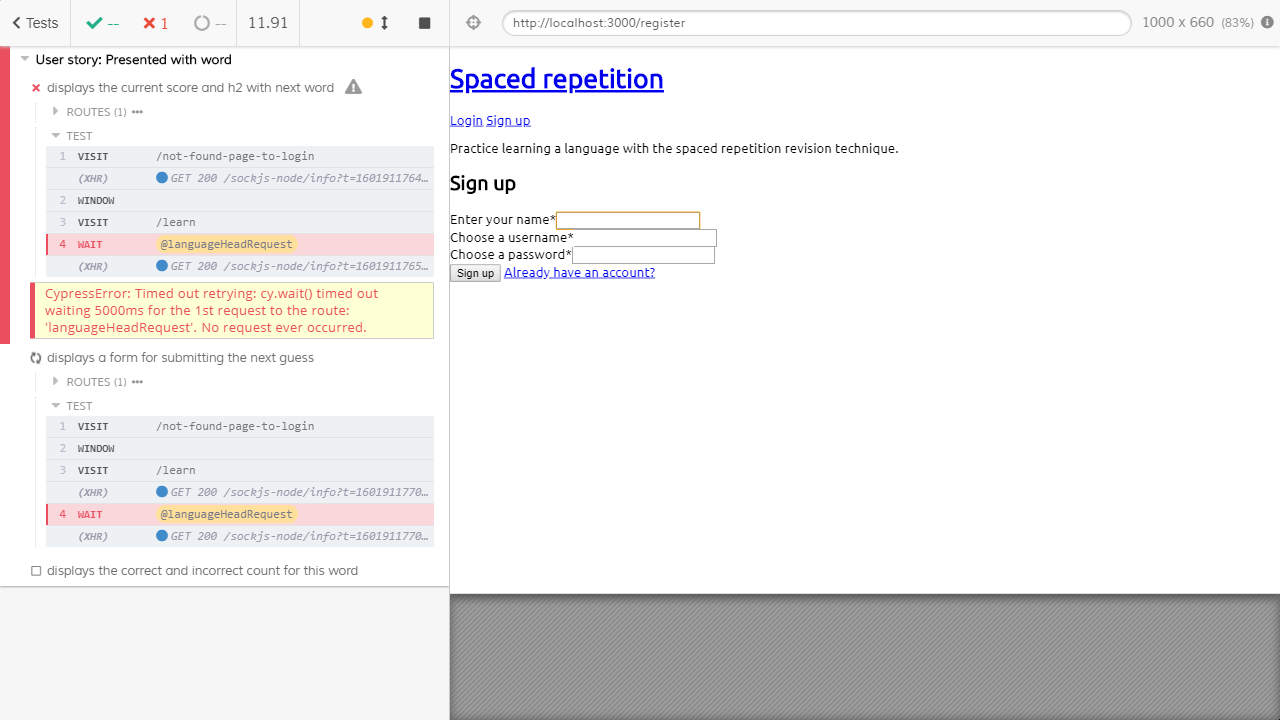 Tests
--
1
--
11.91
http://localhost:3000/register
1000 x 660 (83%)
User story: Presented with word
displays the current score and h2 with next word
ROUTES (1)
TEST
1 VISIT /not-found-page-to-login
(XHR) GET 200 /sockjs-node/info?t=1601911764…
2 WINDOW
3 VISIT /learn
4 WAIT @languageHeadRequest
(XHR) GET 200 /sockjs-node/info?t=1601911765…
CypressError: Timed out retrying: cy.wait() timed out
waiting 5000ms for the 1st request to the route:
'languageHeadRequest'. No request ever occurred.
displays a form for submitting the next guess
ROUTES (1)
TEST
1 VISIT /not-found-page-to-login
2 WINDOW
3 VISIT /learn
(XHR) GET 200 /sockjs-node/info?t=1601911770…
4 WAIT @languageHeadRequest
(XHR) GET 200 /sockjs-node/info?t=1601911770…
displays the correct and incorrect count for this word
Spaced repetition
Login Sign up
Practice learning a language with the spaced repetition revision technique.
Sign up
Enter your name*
Choose a username*
Choose a password*
Sign up Already have an account?